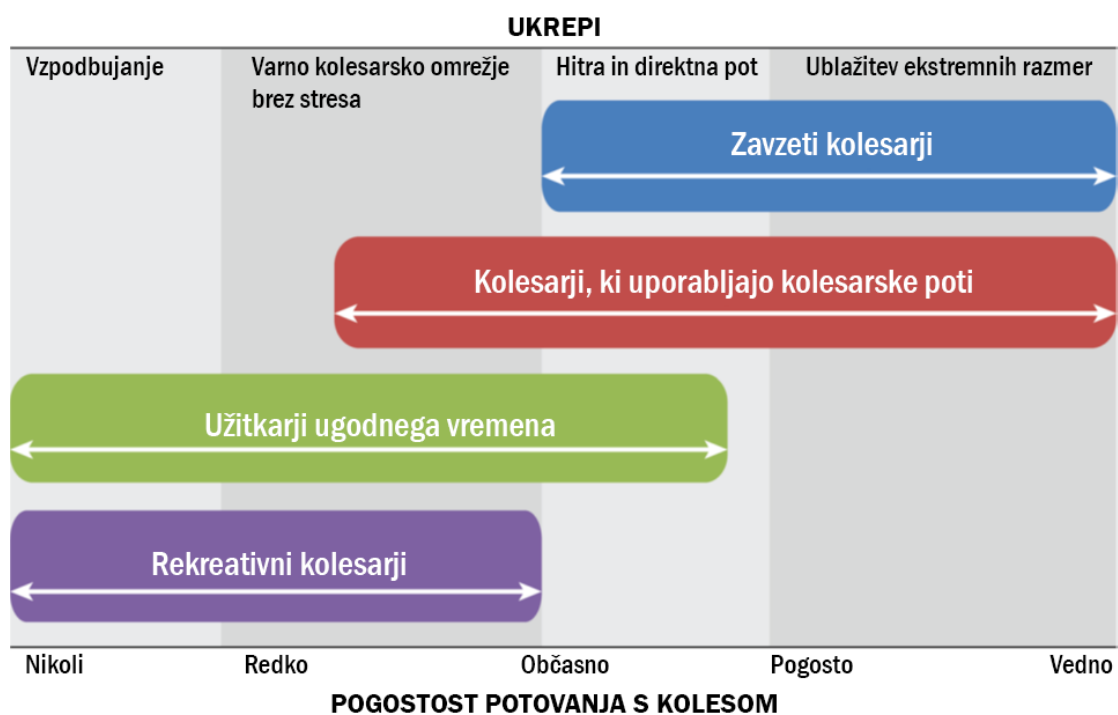 UKREPI
Vzpodbujanje
Varno kolesarsko omrežje
brez stresa
Hitra in direktna pot
Ublažitev ekstremnih razmer
Zavzeti kolesarji
Kolesarji, ki uporabljajo kolesarske poti
Užitkarji ugodnega vremena
Rekreativni kolesarji
Nikoli
Redko
Občasno
Pogosto
Vedno
POGOSTOST POTOVANJA S KOLESOM